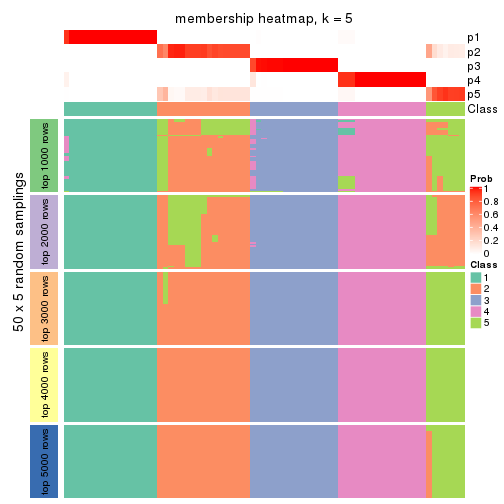 membership heatmap, k = 5
p1
p2
p3
p4
p5
Class
50 x 5 random samplings
top 1000 rows
top 2000 rows
top 3000 rows
top 4000 rows
top 5000 rows
Prob
1
0.8
0.6
0.4
0.2
0
Class
1
2
3
4
5